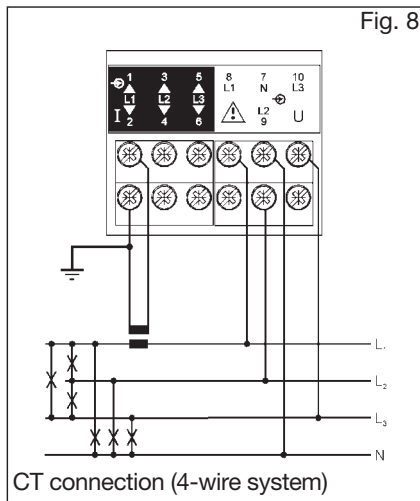 Fig. 8
1 3 5 8 7 10
L1 N L3
L1 L2 L3
I 2 4 6 L2 9 U
L₁
L₂
L₃
N
CT connection (4-wire system)